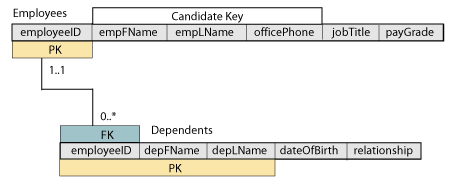 Employees
Candidate Key
employeeID empFName empLName officePhone jobTitle payGrade
PK
1..1
0..*
FK Dependents
employeeID depFName depLName dateOfBirth relationship
PK